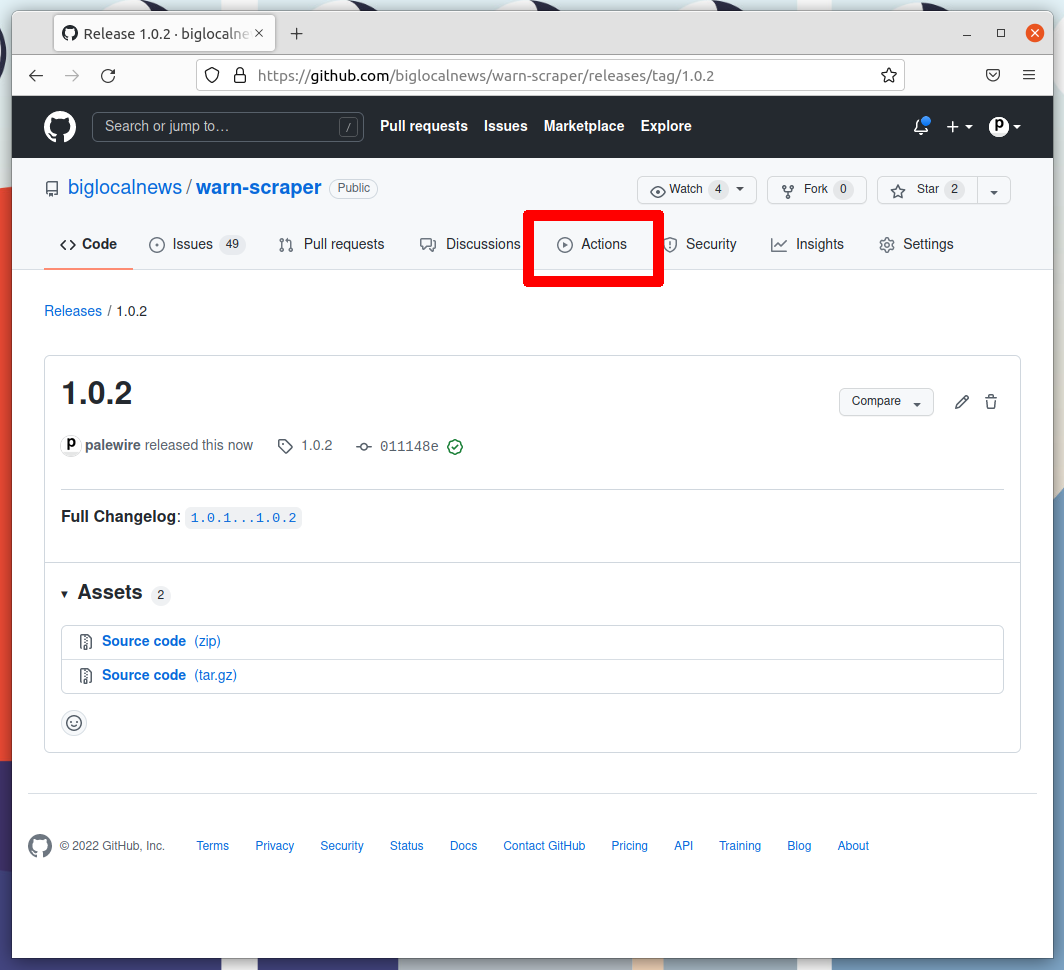 Release 1.0.2 · biglocalne
https://github.com/biglocalnews/warn-scraper/releases/tag/1.0.2
Search or jump to… / Pull requests Issues Marketplace Explore
biglocalnews / warn-scraper Public Watch 4 Fork 0 Star 2
Code Issues 49 Pull requests Discussions Actions Security Insights Settings
Releases / 1.0.2
1.0.2
Compare
palewire released this now 1.0.2 011148e
Full Changelog: 1.0.1...1.0.2
Assets 2
Source code (zip)
Source code (tar.gz)
© 2022 GitHub, Inc. Terms Privacy Security Status Docs Contact GitHub Pricing API Training Blog About